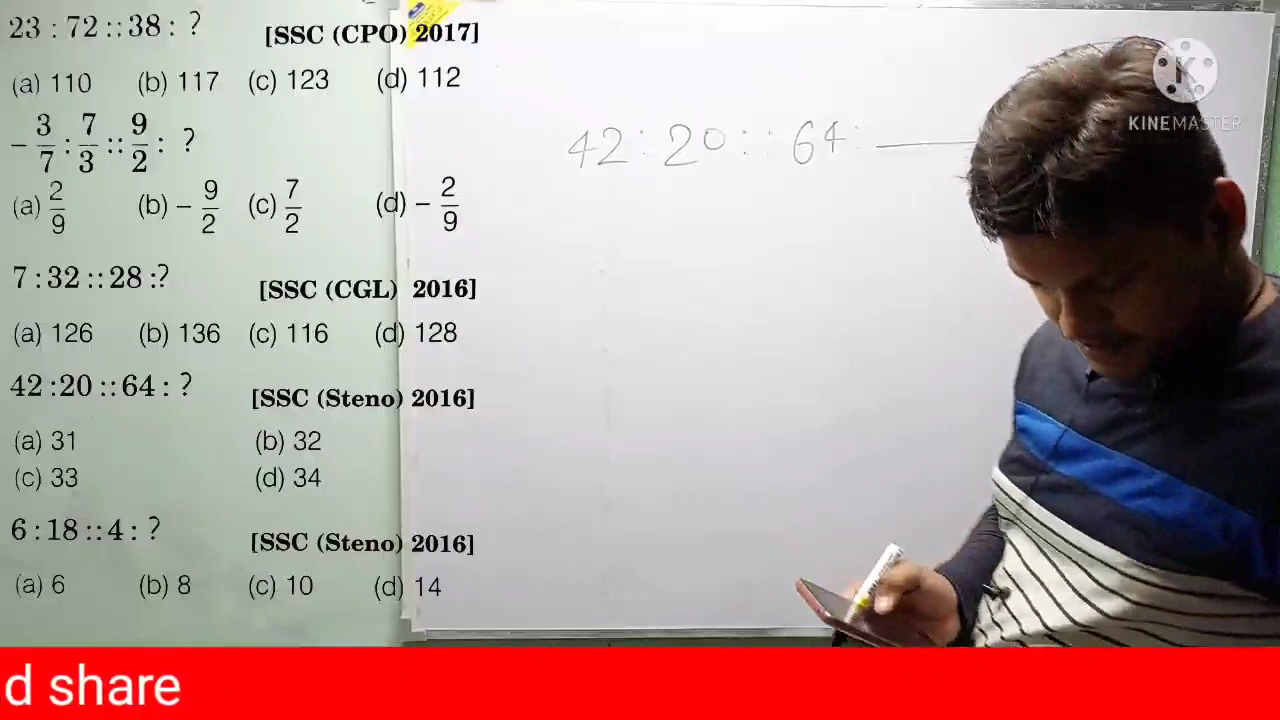 23 : 72 :: 38 : ?
[SSC (CPO) 2017]
(a) 110 (b) 117 (c) 123 (d) 112
- 3/7 : 7/3 :: 9/2 : ?
(a) 2/9 (b) - 9/2 (c) 7/2 (d) - 2/9
7 : 32 :: 28 :?
[SSC (CGL) 2016]
(a) 126 (b) 136 (c) 116 (d) 128
42 :20 :: 64 : ?
[SSC (Steno) 2016]
(a) 31 (b) 32
(c) 33 (d) 34
6 : 18 :: 4 : ?
[SSC (Steno) 2016]
(a) 6 (b) 8 (c) 10 (d) 14
42 : 20 :: 64 : ——
K
KINEMASTER
d share